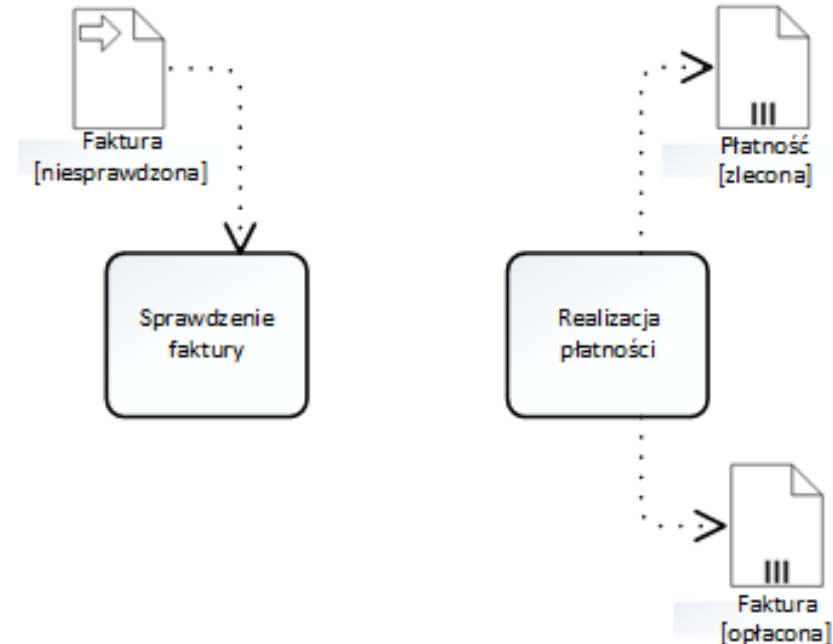 Faktura
[niesprawdzona]
Płatność
[zlecona]
Sprawdzenie
faktury
Realizacja
płatności
Faktura
[opłacona]